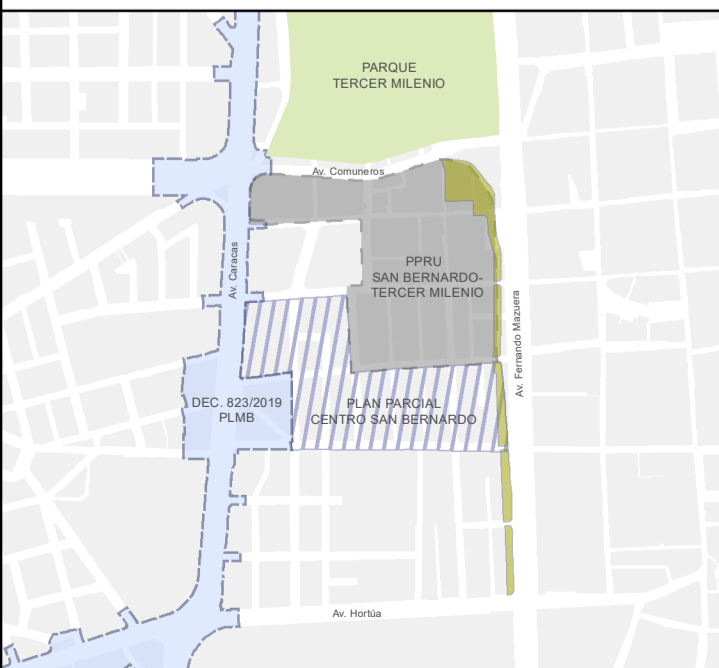 PARQUE
TERCER MILENIO
Av. Comuneros
Av. Caracas
PPRU
SAN BERNARDO-
TERCER MILENIO
Av. Fernando Mazuera
DEC. 823/2019
PLMB
PLAN PARCIAL
CENTRO SAN BERNARDO
Av. Hortúa